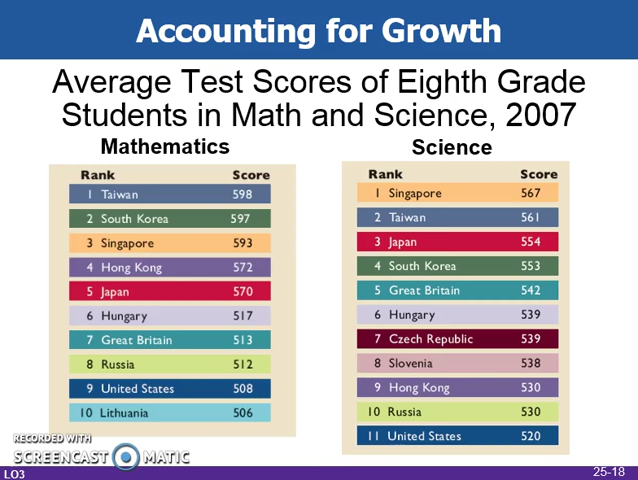 Accounting for Growth
Average Test Scores of Eighth Grade
Students in Math and Science, 2007
Mathematics
Rank Score
1 Taiwan 598
2 South Korea 597
3 Singapore 593
4 Hong Kong 572
5 Japan 570
6 Hungary 517
7 Great Britain 513
8 Russia 512
9 United States 508
10 Lithuania 506
Science
Rank Score
1 Singapore 567
2 Taiwan 561
3 Japan 554
4 South Korea 553
5 Great Britain 542
6 Hungary 539
7 Czech Republic 539
8 Slovenia 538
9 Hong Kong 530
10 Russia 530
11 United States 520
RECORDED WITH
SCREENCAST MATIC
LO3
25-18